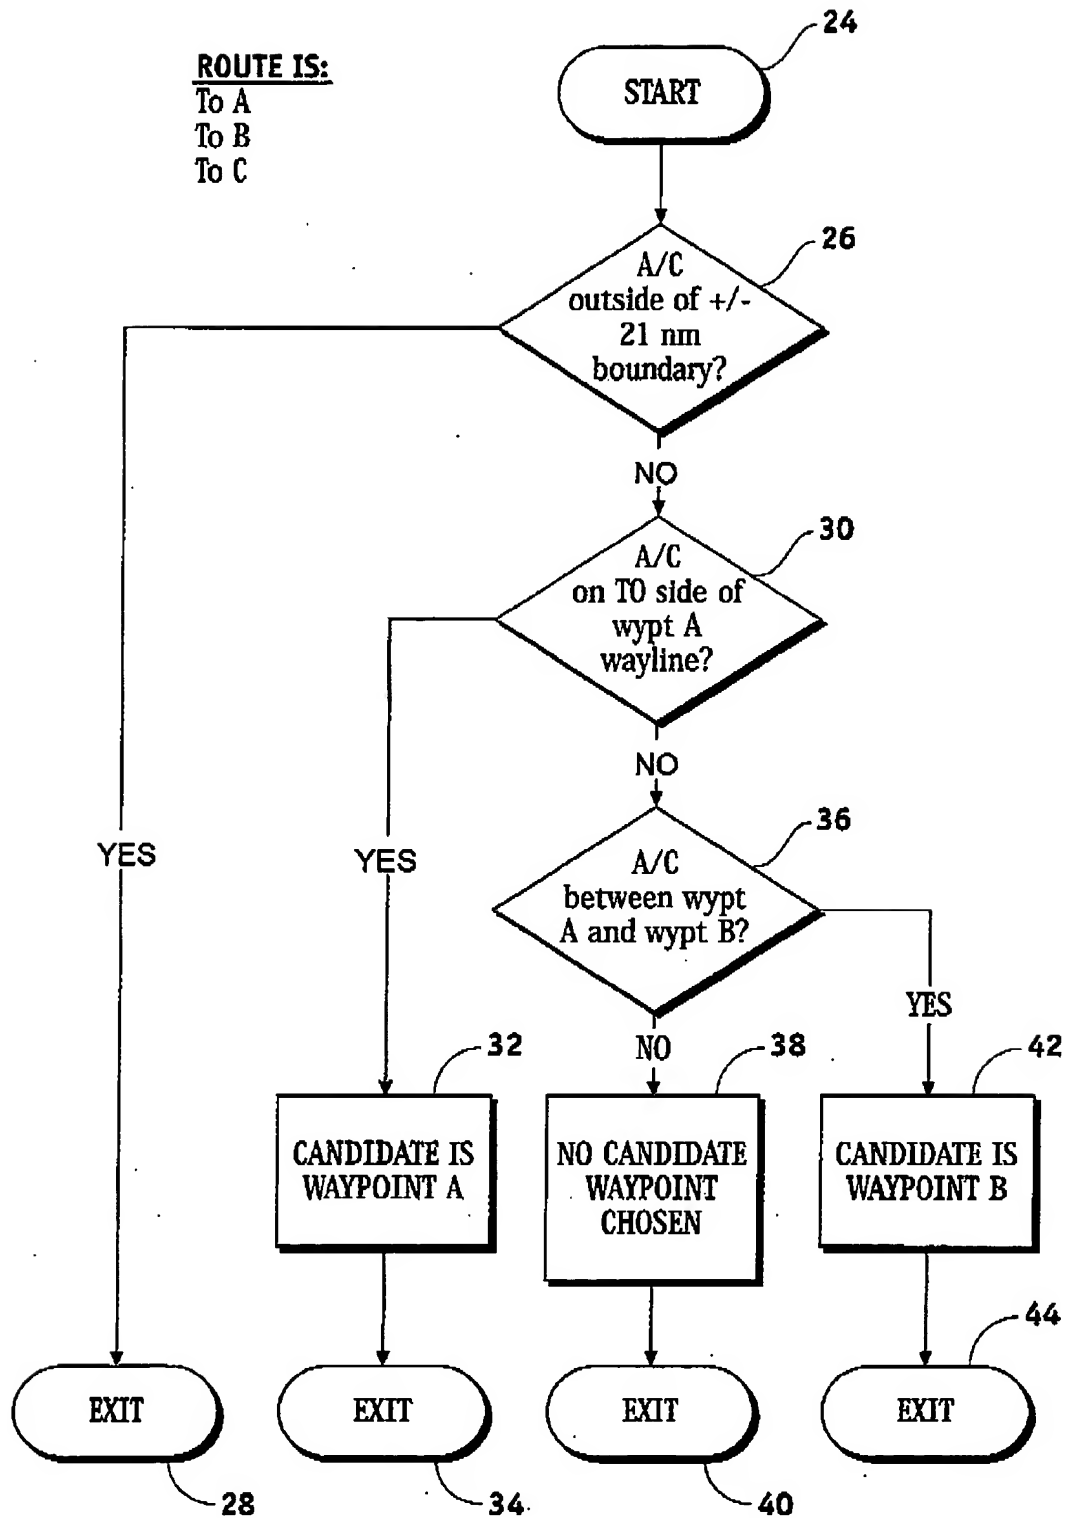 24
ROUTE IS:
To A
To B
To C
START
26
A/C
outside of +/-
21 nm
boundary?
NO
30
A/C
on TO side of
wypt A
wayline?
NO
36
A/C
between wypt
A and wypt B?
YES
YES
YES
NO
32
38
42
CANDIDATE IS
WAYPOINT A
NO CANDIDATE
WAYPOINT
CHOSEN
CANDIDATE IS
WAYPOINT B
44
EXIT
EXIT
EXIT
EXIT
28
34
40